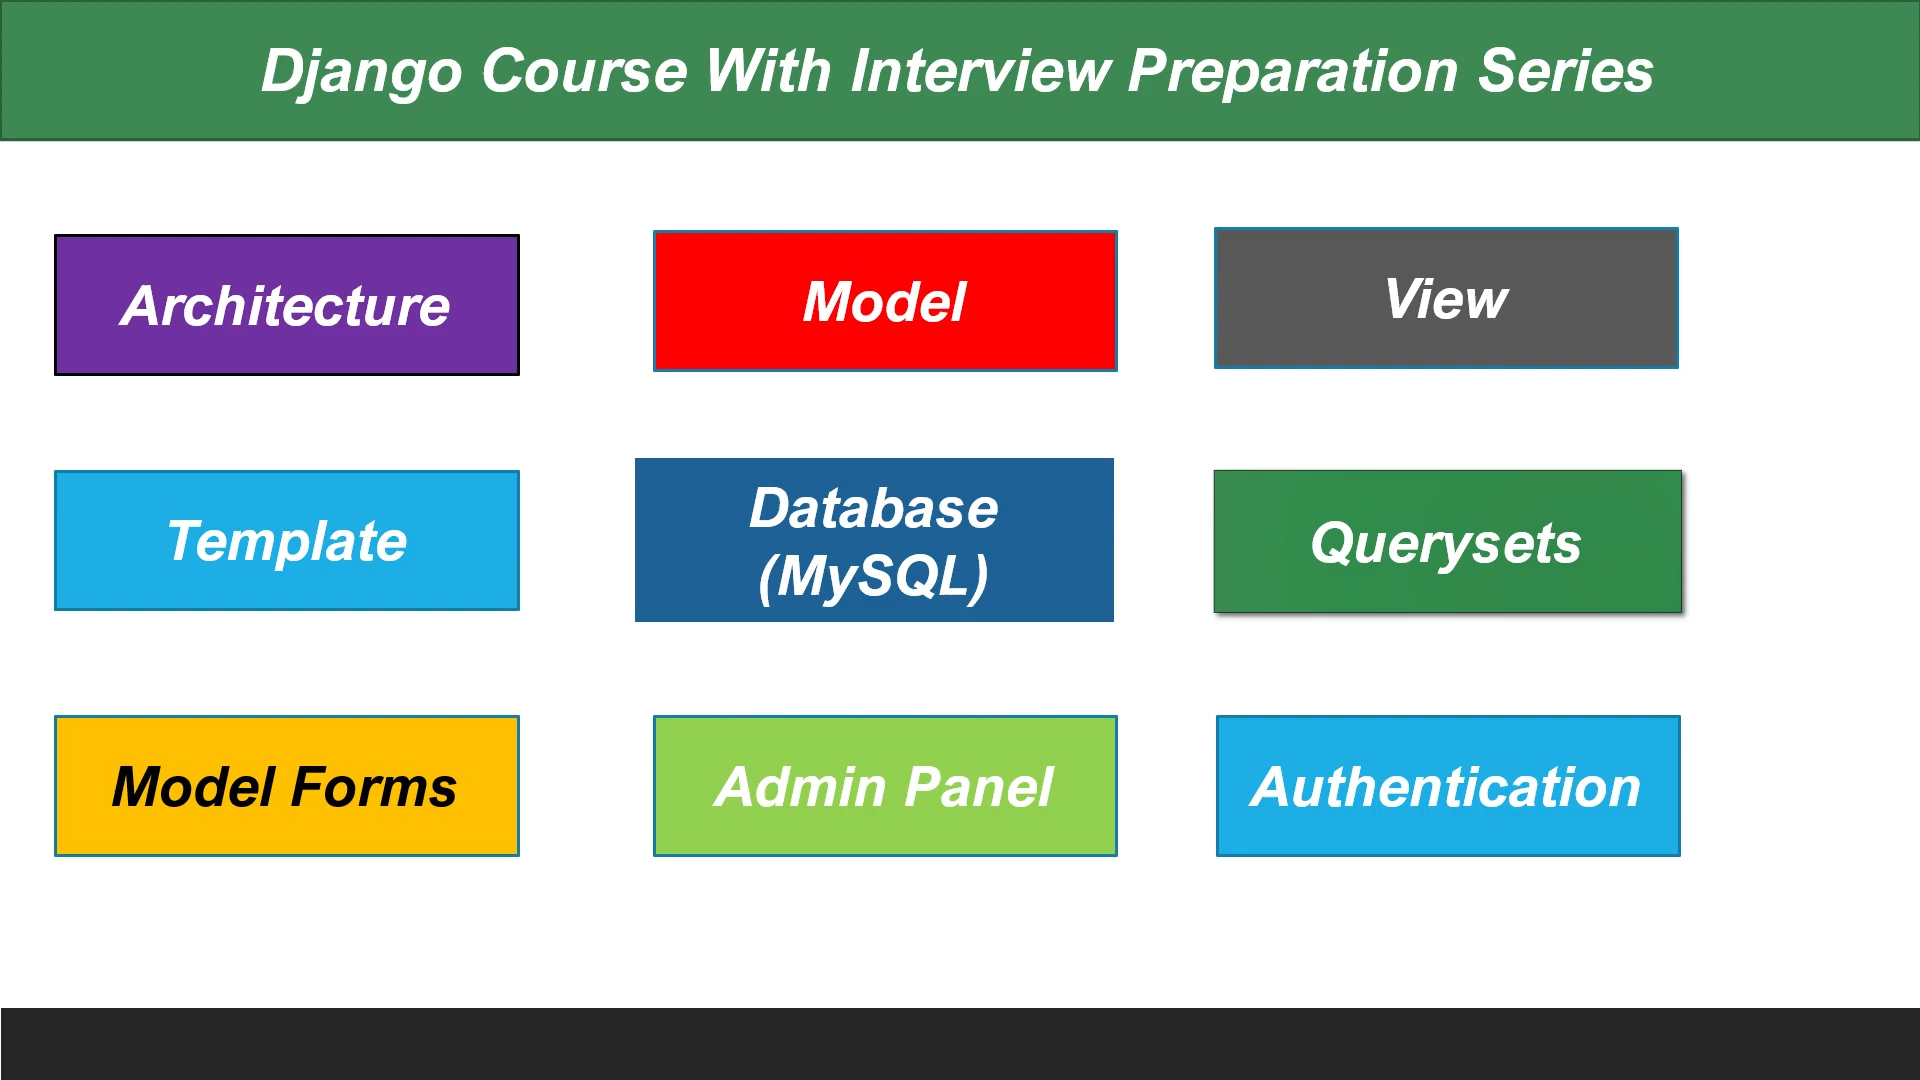 Django Course With Interview Preparation Series
Architecture
Model
View
Template
Database
(MySQL)
Querysets
Model Forms
Admin Panel
Authentication